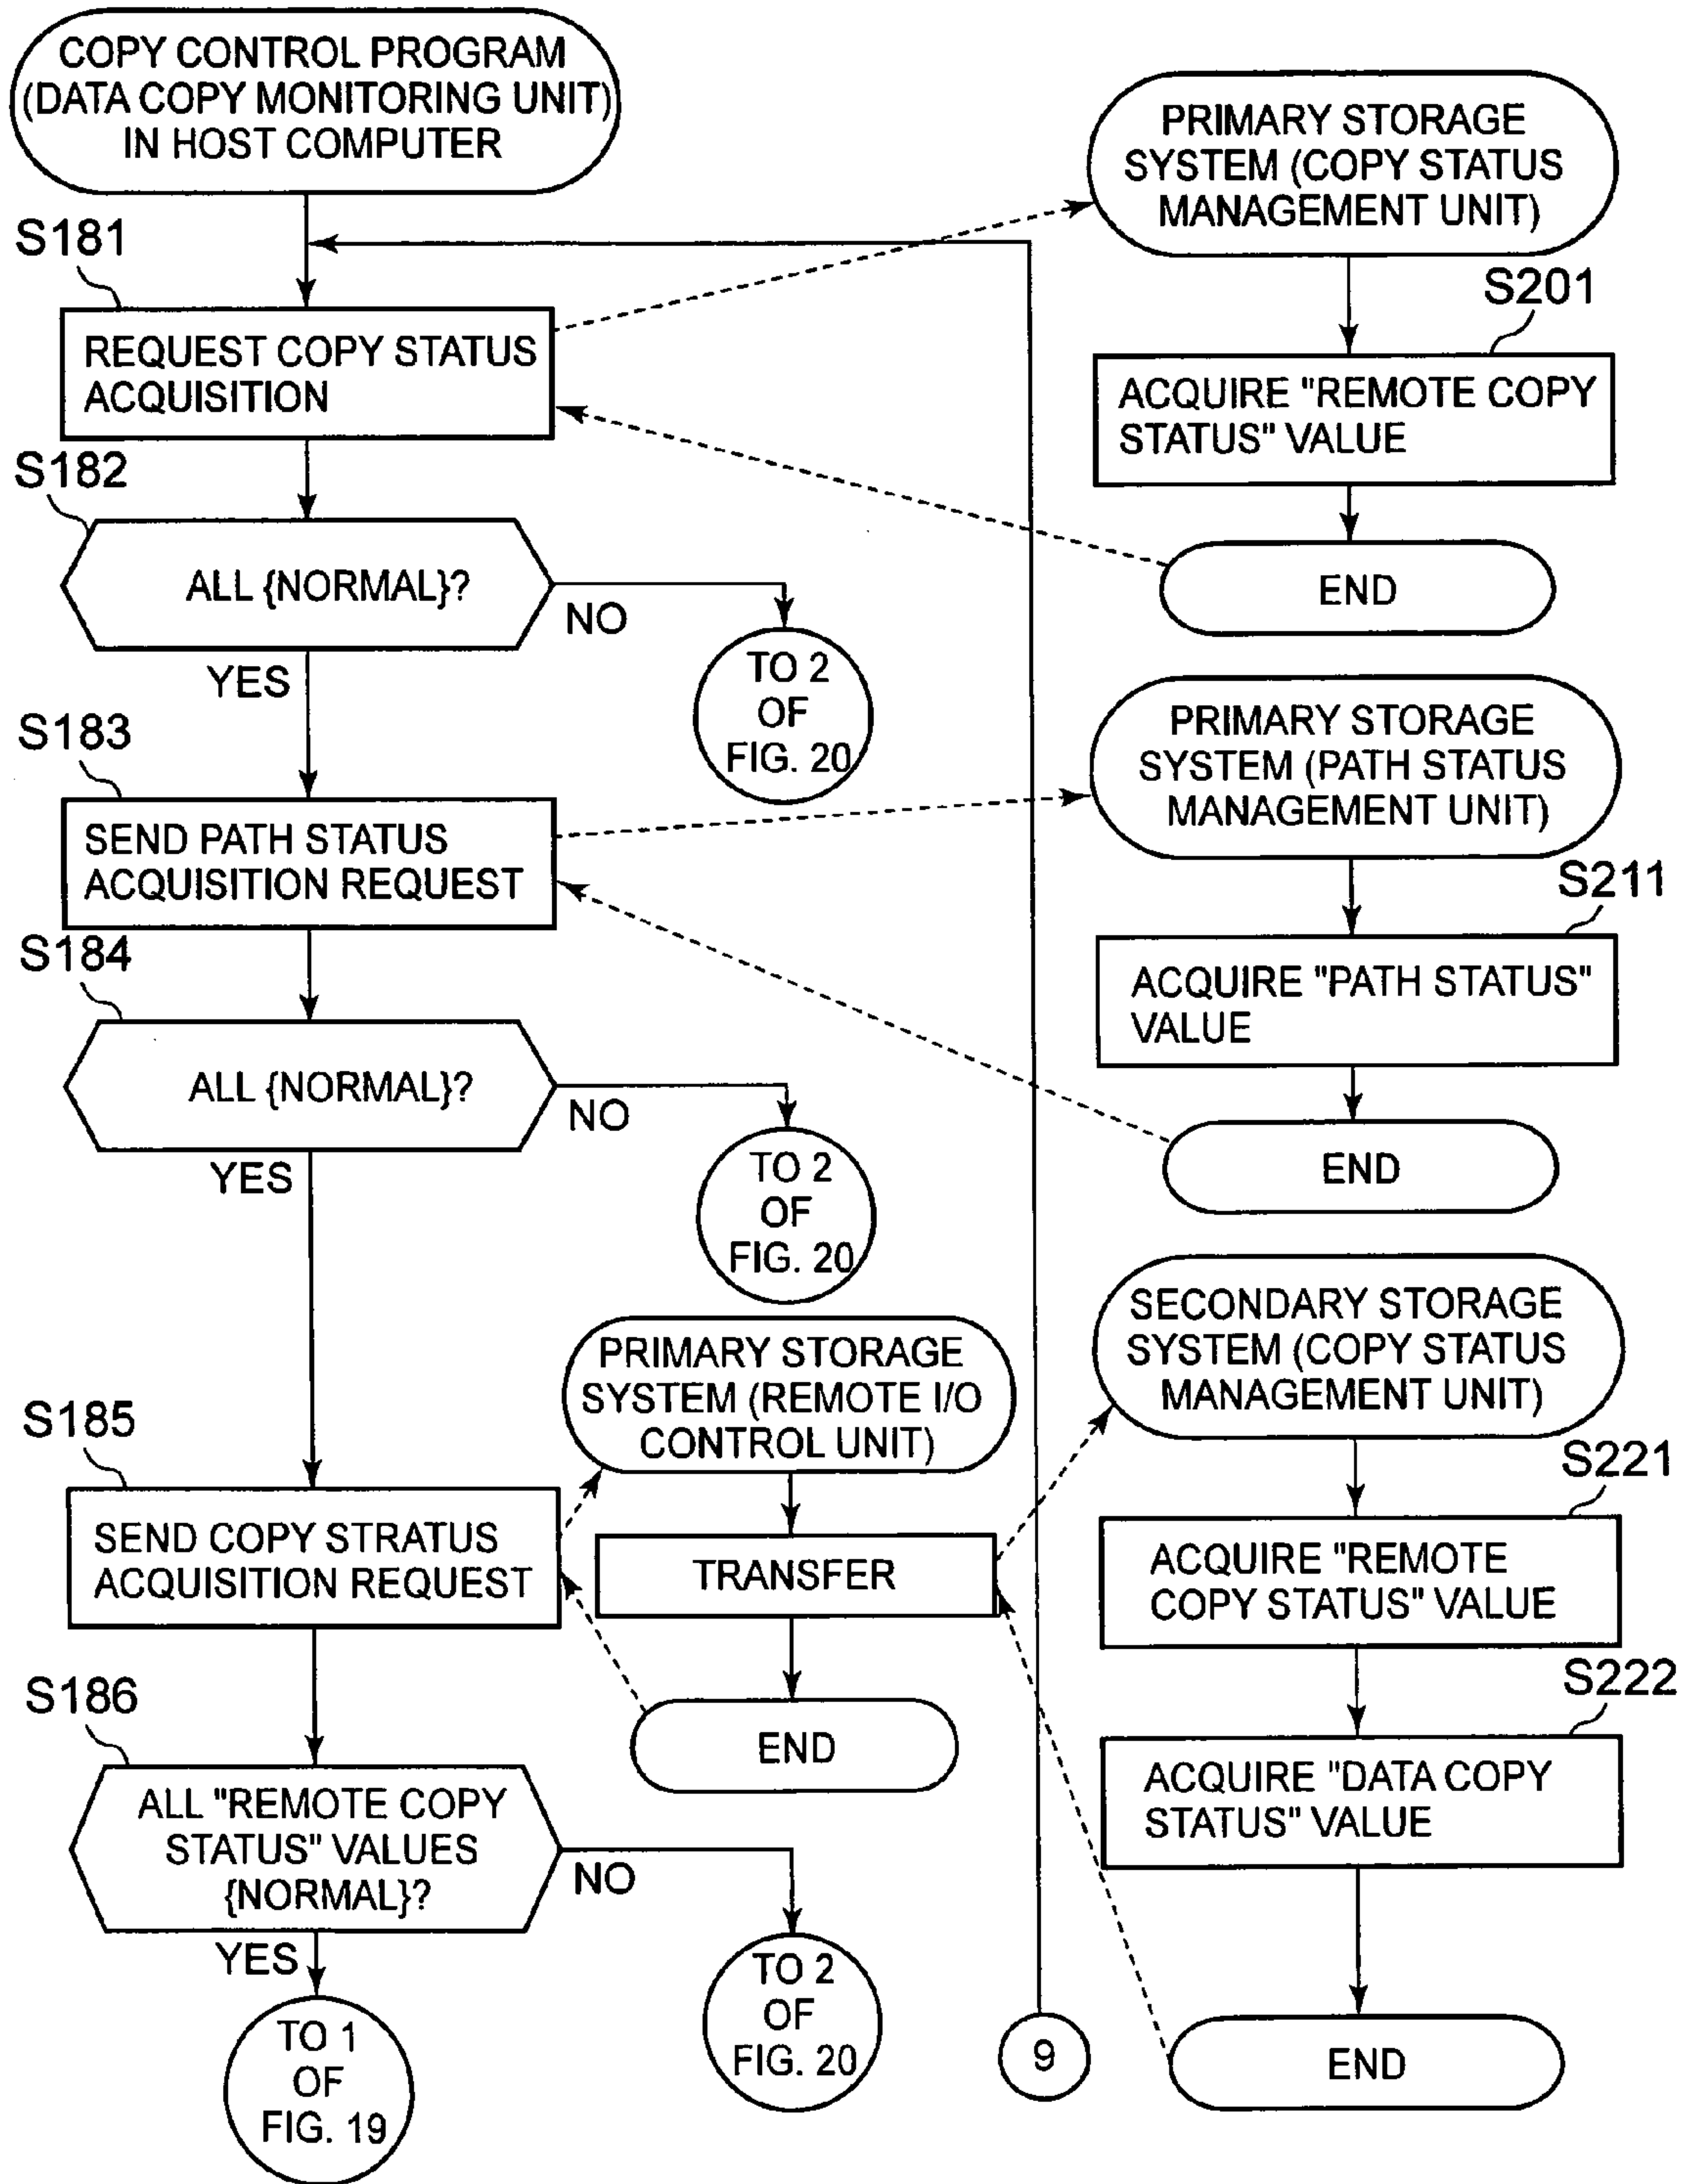 COPY CONTROL PROGRAM
(DATA COPY MONITORING UNIT)
IN HOST COMPUTER
S181
REQUEST COPY STATUS
ACQUISITION
S182
ALL {NORMAL}?
NO
YES
TO 2
OF
FIG. 20
S183
SEND PATH STATUS
ACQUISITION REQUEST
S184
ALL {NORMAL}?
NO
YES
TO 2
OF
FIG. 20
S185
SEND COPY STRATUS
ACQUISITION REQUEST
S186
ALL "REMOTE COPY
STATUS" VALUES
{NORMAL}?
NO
YES
TO 2
OF
FIG. 20
TO 1
OF
FIG. 19
PRIMARY STORAGE
SYSTEM (REMOTE I/O
CONTROL UNIT)
TRANSFER
END
9
PRIMARY STORAGE
SYSTEM (COPY STATUS
MANAGEMENT UNIT)
S201
ACQUIRE "REMOTE COPY
STATUS" VALUE
END
PRIMARY STORAGE
SYSTEM (PATH STATUS
MANAGEMENT UNIT)
S211
ACQUIRE "PATH STATUS"
VALUE
END
SECONDARY STORAGE
SYSTEM (COPY STATUS
MANAGEMENT UNIT)
S221
ACQUIRE "REMOTE
COPY STATUS" VALUE
S222
ACQUIRE "DATA COPY
STATUS" VALUE
END